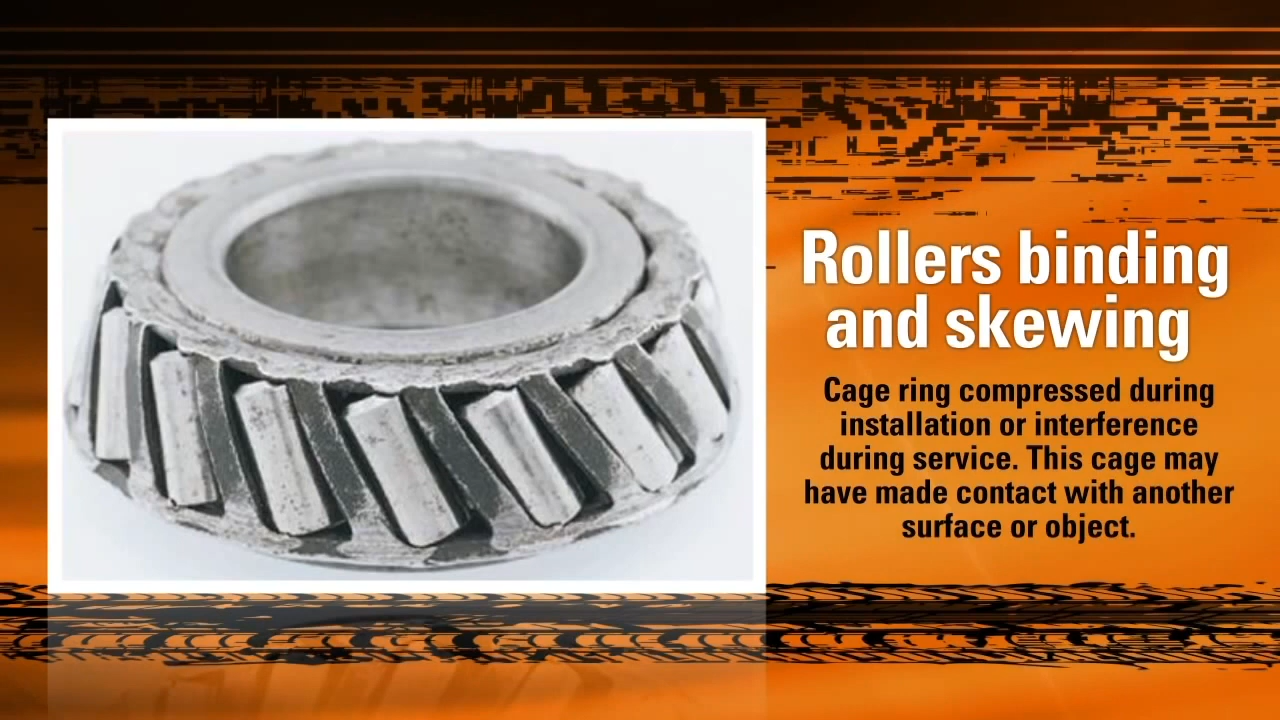 Rollers binding
and skewing
Cage ring compressed during
installation or interference
during service. This cage may
have made contact with another
surface or object.